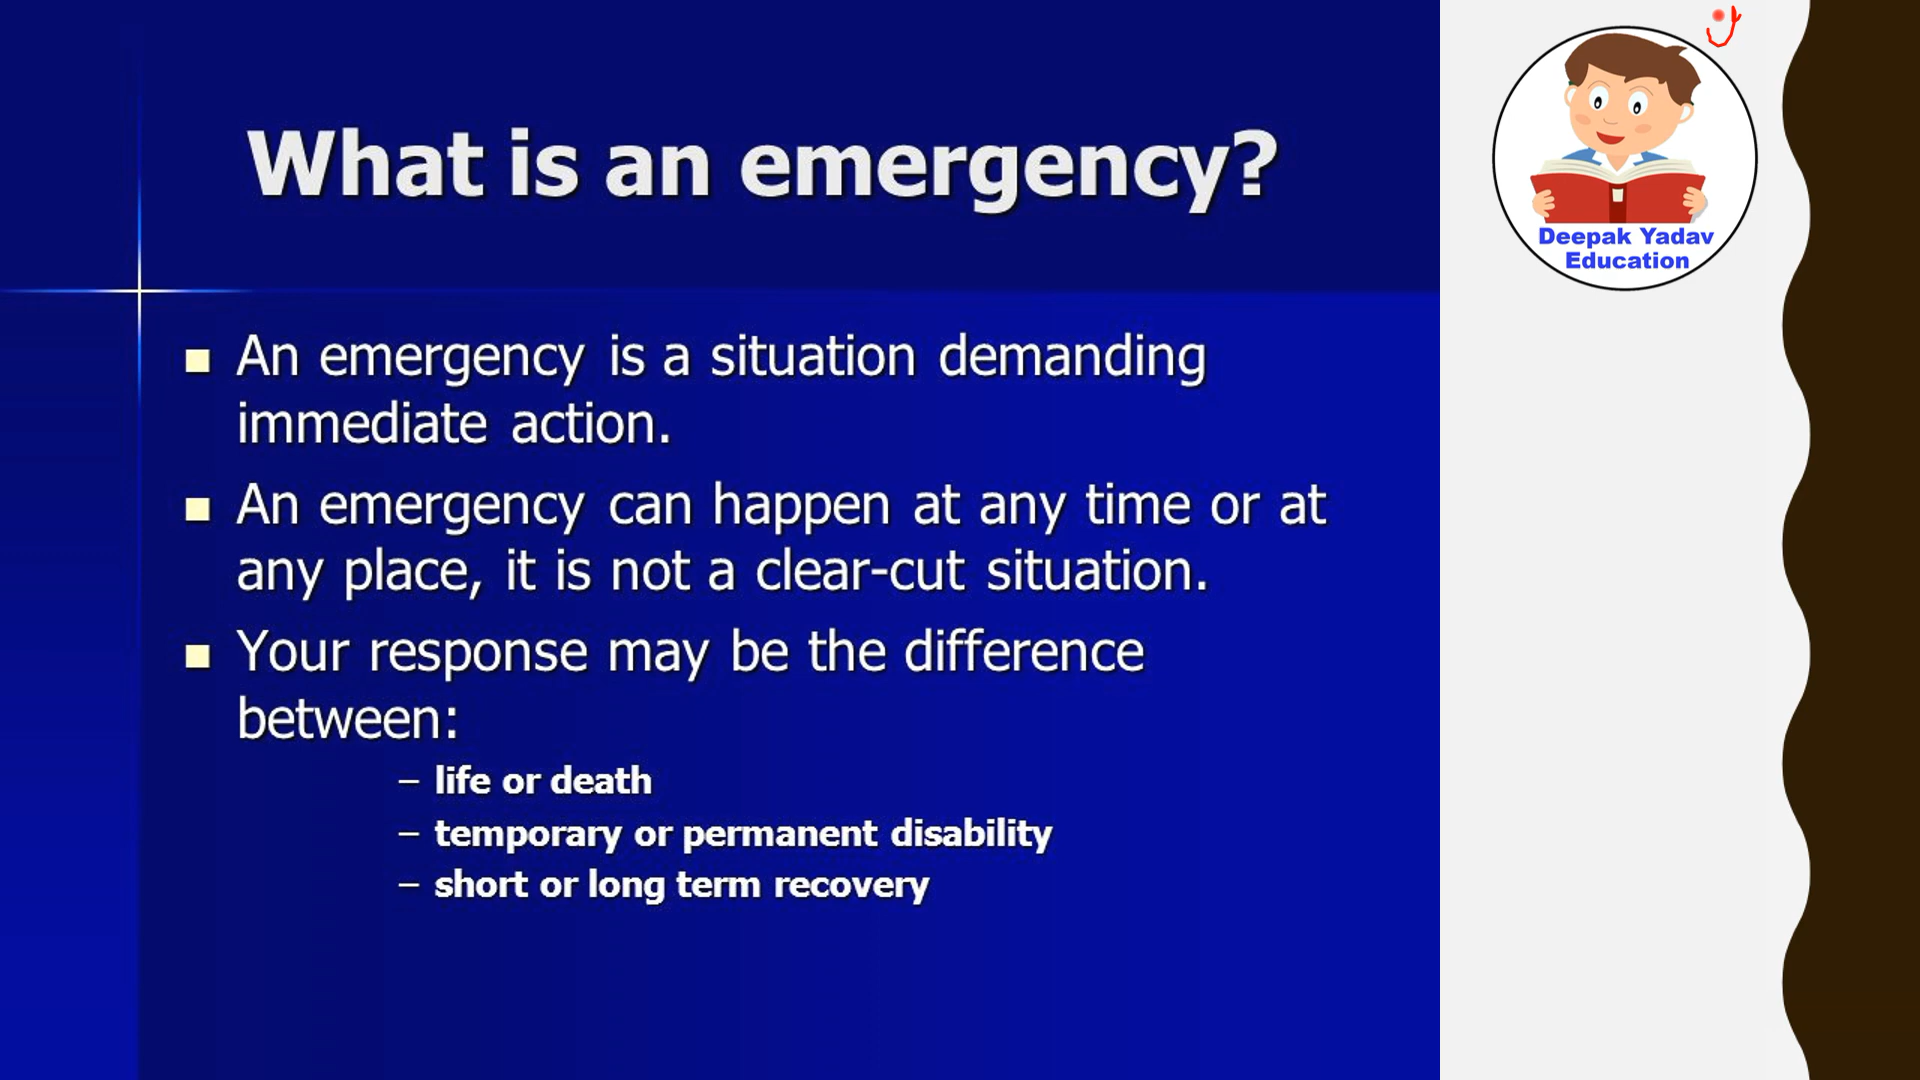 What is an emergency?
■ An emergency is a situation demanding
immediate action.
■ An emergency can happen at any time or at
any place, it is not a clear-cut situation.
■ Your response may be the difference
between:
– life or death
– temporary or permanent disability
– short or long term recovery
Deepak Yadav
Education